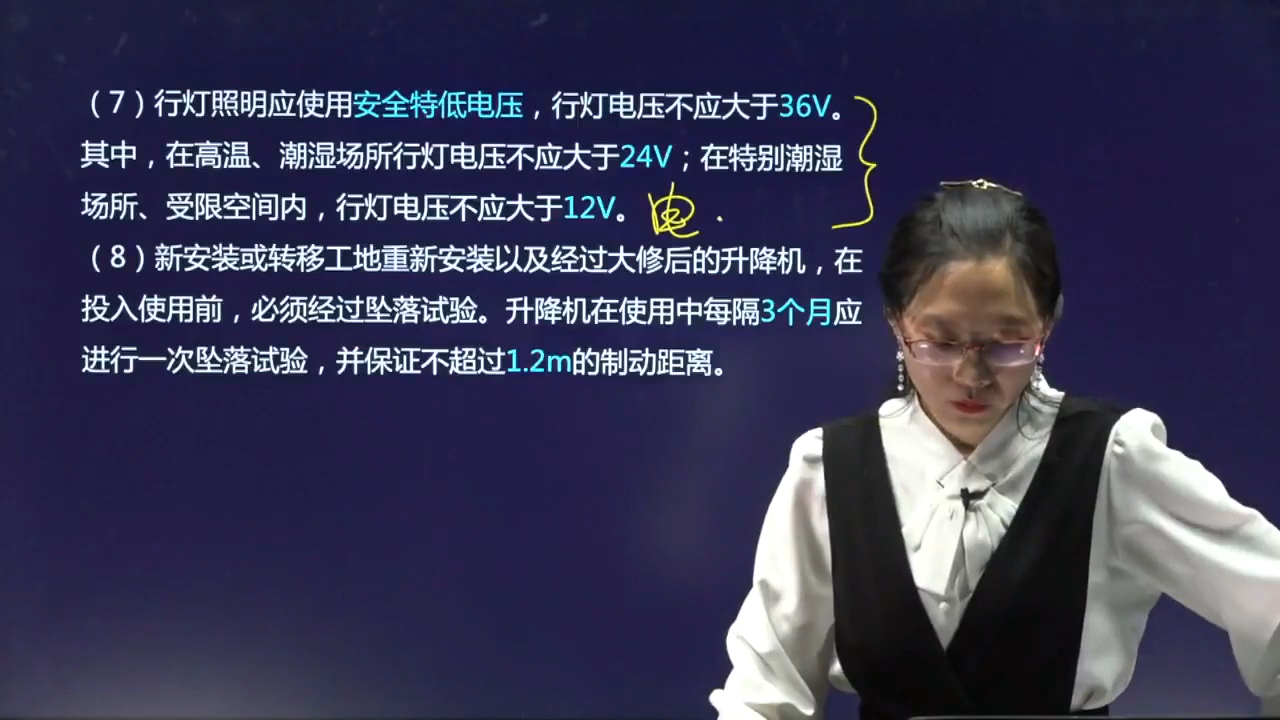 （7）行灯照明应使用安全特低电压，行灯电压不应大于36V。
其中，在高温、潮湿场所行灯电压不应大于24V；在特别潮湿
场所、受限空间内，行灯电压不应大于12V。
（8）新安装或转移工地重新安装以及经过大修后的升降机，在
投入使用前，必须经过坠落试验。升降机在使用中每隔3个月应
进行一次坠落试验，并保证不超过1.2m的制动距离。